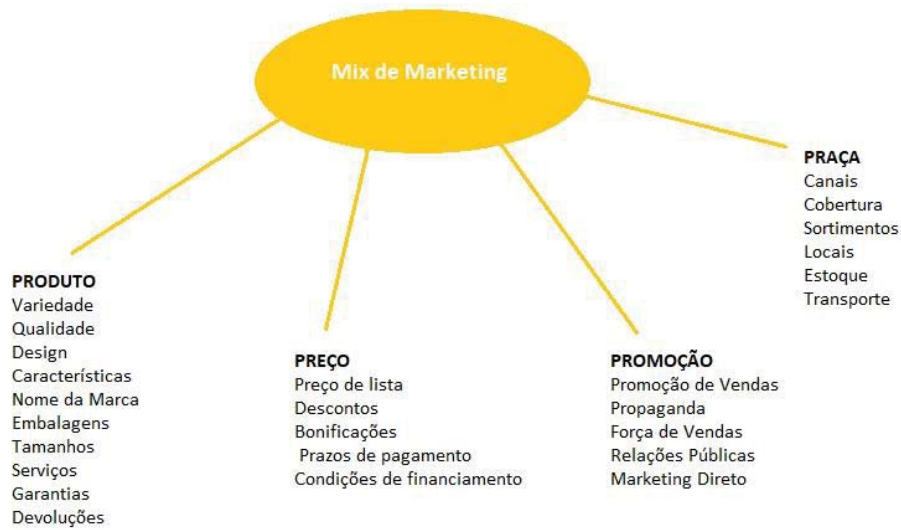 Mix de Marketing
PRODUTO
Variedade
Qualidade
Design
Características
Nome da Marca
Embalagens
Tamanhos
Serviços
Garantias
Devoluções
PREÇO
Preço de lista
Descontos
Bonificações
Prazos de pagamento
Condições de financiamento
PROMOÇÃO
Promoção de Vendas
Propaganda
Força de Vendas
Relações Públicas
Marketing Direto
PRAÇA
Canais
Cobertura
Sortimentos
Locais
Estoque
Transporte